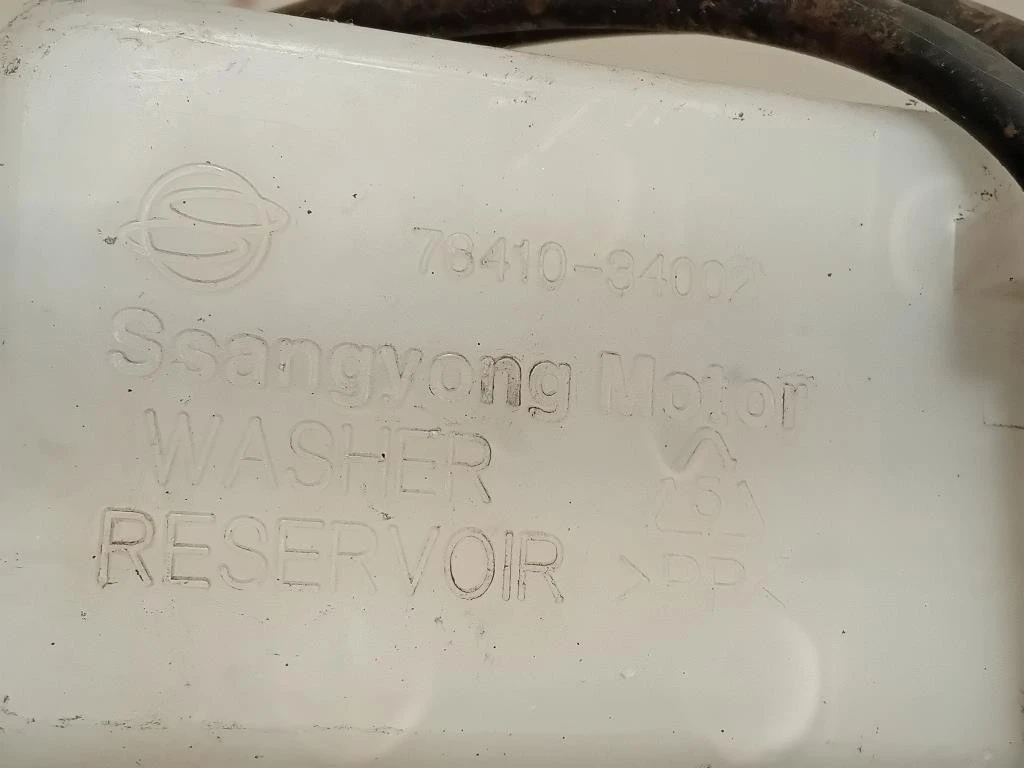 78410-34002
Ssangyong Motor
WASHER
RESERVOIR
5
>PP<